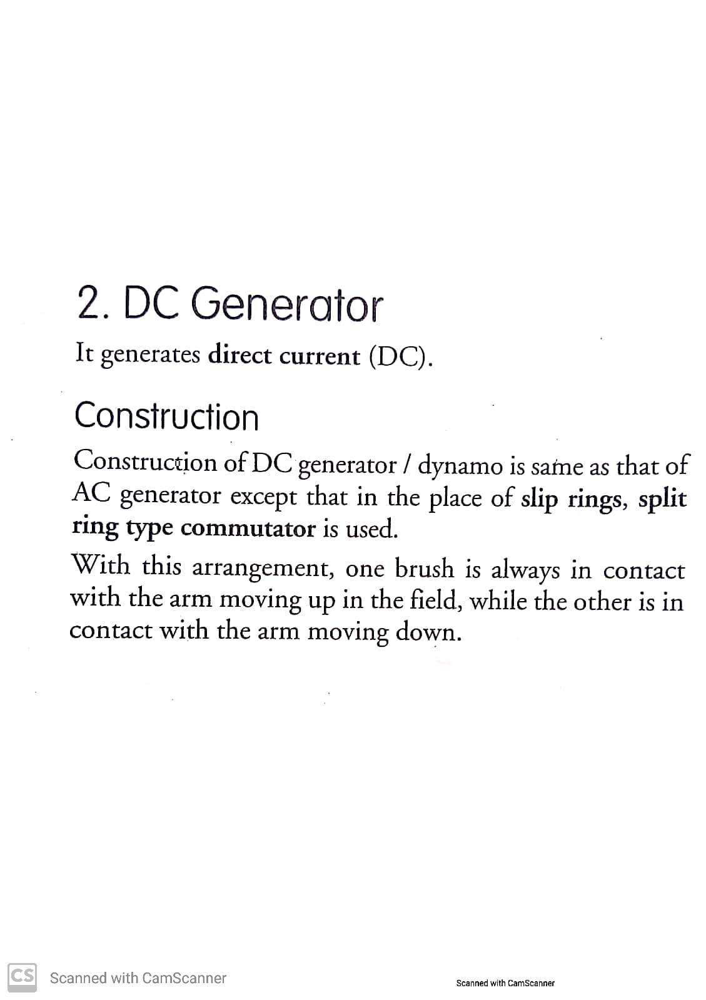 2. DC Generator
It generates direct current (DC).
Construction
Construction of DC generator / dynamo is same as that of
AC generator except that in the place of slip rings, split
ring type commutator is used.
With this arrangement, one brush is always in contact
with the arm moving up in the field, while the other is in
contact with the arm moving down.
CS Scanned with CamScanner
Scanned with CamScanner